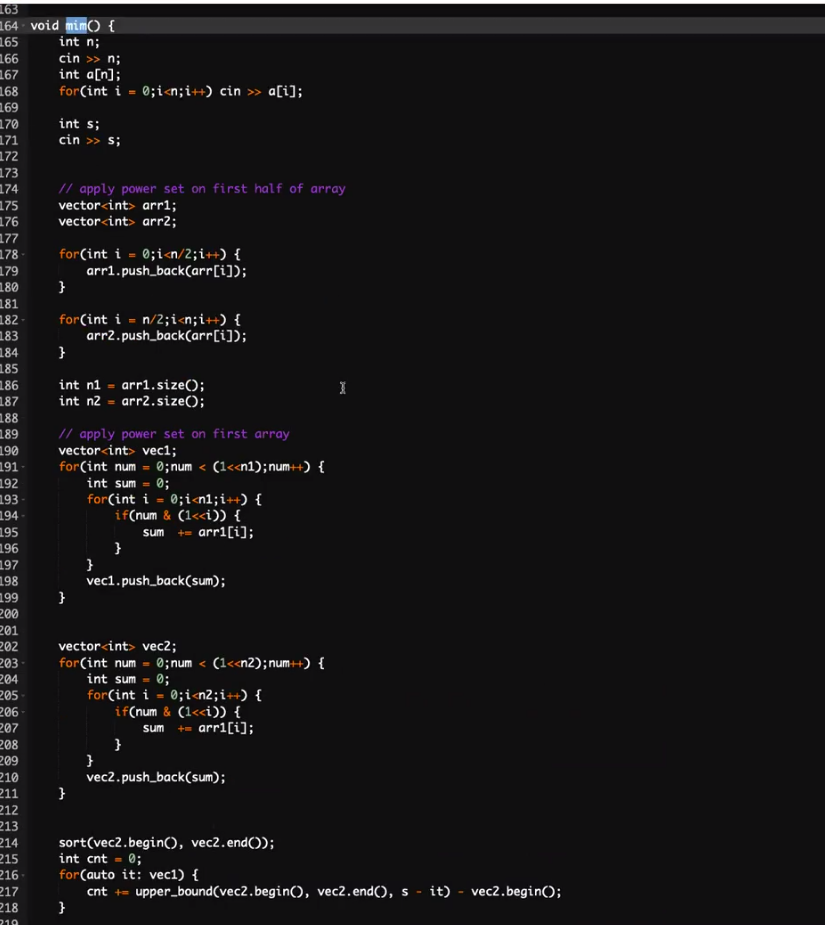 163
164 void mim() {
165 int n;
166 cin >> n;
167 int a[n];
168 for(int i = 0;i<n;i++) cin >> a[i];
169
170 int s;
171 cin >> s;
172
173
174 // apply power set on first half of array
175 vector<int> arr1;
176 vector<int> arr2;
177
178 for(int i = 0;i<n/2;i++) {
179 arr1.push_back(arr[i]);
180 }
181
182 for(int i = n/2;i<n;i++) {
183 arr2.push_back(arr[i]);
184 }
185
186 int n1 = arr1.size();
187 int n2 = arr2.size();
188
189 // apply power set on first array
190 vector<int> vec1;
191 for(int num = 0;num < (1<<n1);num++) {
192 int sum = 0;
193 for(int i = 0;i<n1;i++) {
194 if(num & (1<<i)) {
195 sum += arr1[i];
196 }
197 }
198 vec1.push_back(sum);
199 }
200
201
202 vector<int> vec2;
203 for(int num = 0;num < (1<<n2);num++) {
204 int sum = 0;
205 for(int i = 0;i<n2;i++) {
206 if(num & (1<<i)) {
207 sum += arr1[i];
208 }
209 }
210 vec2.push_back(sum);
211 }
212
213
214 sort(vec2.begin(), vec2.end());
215 int cnt = 0;
216 for(auto it: vec1) {
217 cnt += upper_bound(vec2.begin(), vec2.end(), s - it) - vec2.begin();
218 }
219